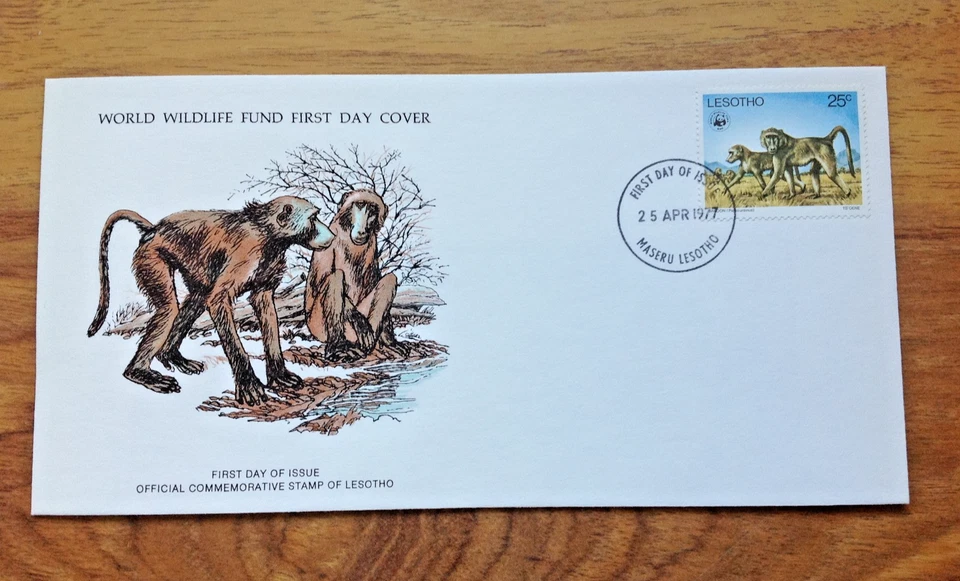 WORLD WILDLIFE FUND FIRST DAY COVER
LESOTHO 25c
FIRST DAY OF ISS
25 APR 1977
MASERU LESOTHO
FIRST DAY OF ISSUE
OFFICIAL COMMEMORATIVE STAMP OF LESOTHO